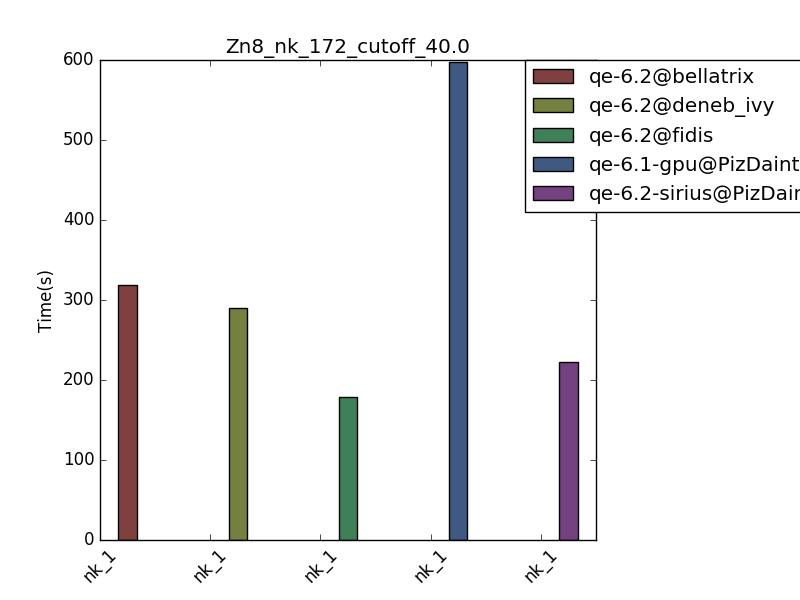 Zn8_nk_172_cutoff_40.0
600
500
400
300
200
100
0
Time(s)
nk_1
nk_1
nk_1
nk_1
nk_1
qe-6.2@bellatrix
qe-6.2@deneb_ivy
qe-6.2@fidis
qe-6.1-gpu@PizDaint
qe-6.2-sirius@PizDain